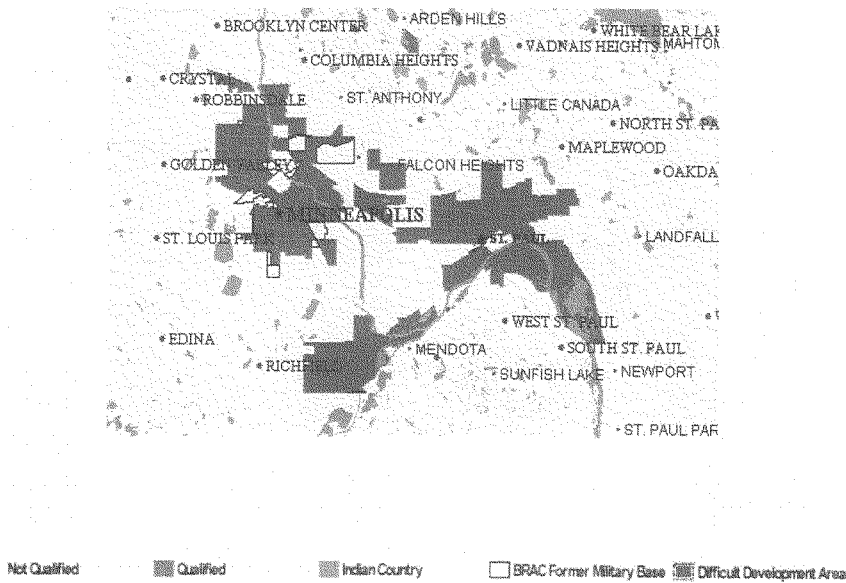 BROOKLYN CENTER
ARDEN HILLS
VADNAIS HEIGHTS
COLUMBIA HEIGHTS
CRYSTAL
ROBBINSDALE
ST. ANTHONY
LITTLE CANADA
NORTH ST. PA
MAPLEWOOD
GOLDEN VALLEY
FALCON HEIGHTS
OAKDA
MINNEAPOLIS
ST. LOUIS PARK
ST. PAUL
LANDFALL
WEST ST. PAUL
EDINA
MENDOTA
SOUTH ST. PAUL
RICHFIELD
SUNFISH LAKE
NEWPORT
ST. PAUL PAR
WHITE BEAR LAK
MAHTOM
Not Qualified Qualified Indian Country BRAC Former Military Base Difficult Development Area